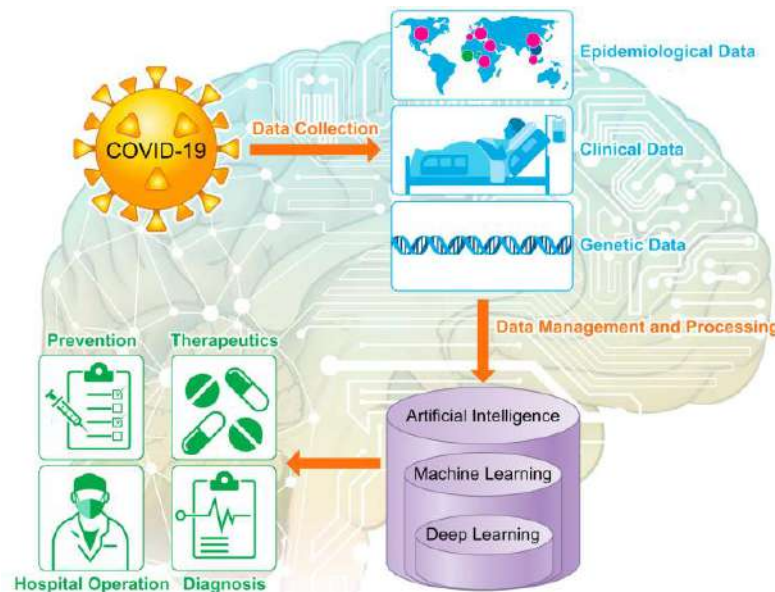 COVID-19
Data Collection
Epidemiological Data
Clinical Data
Genetic Data
Data Management and Processing
Artificial Intelligence
Machine Learning
Deep Learning
Prevention
Therapeutics
Hospital Operation
Diagnosis